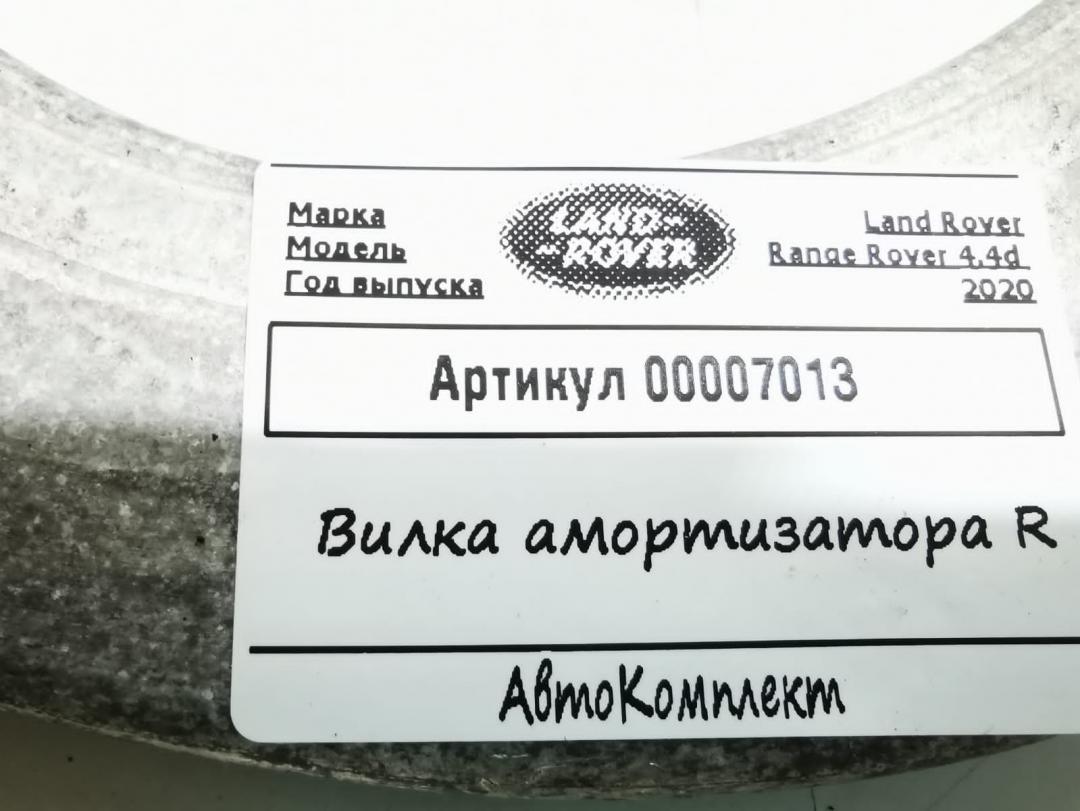 Марка
LAND-
-ROVER
Land Rover
Модель
Range Rover 4.4d
Год выпуска
2020
Артикул 00007013
Вилка амортизатора R
АвтоКомплект